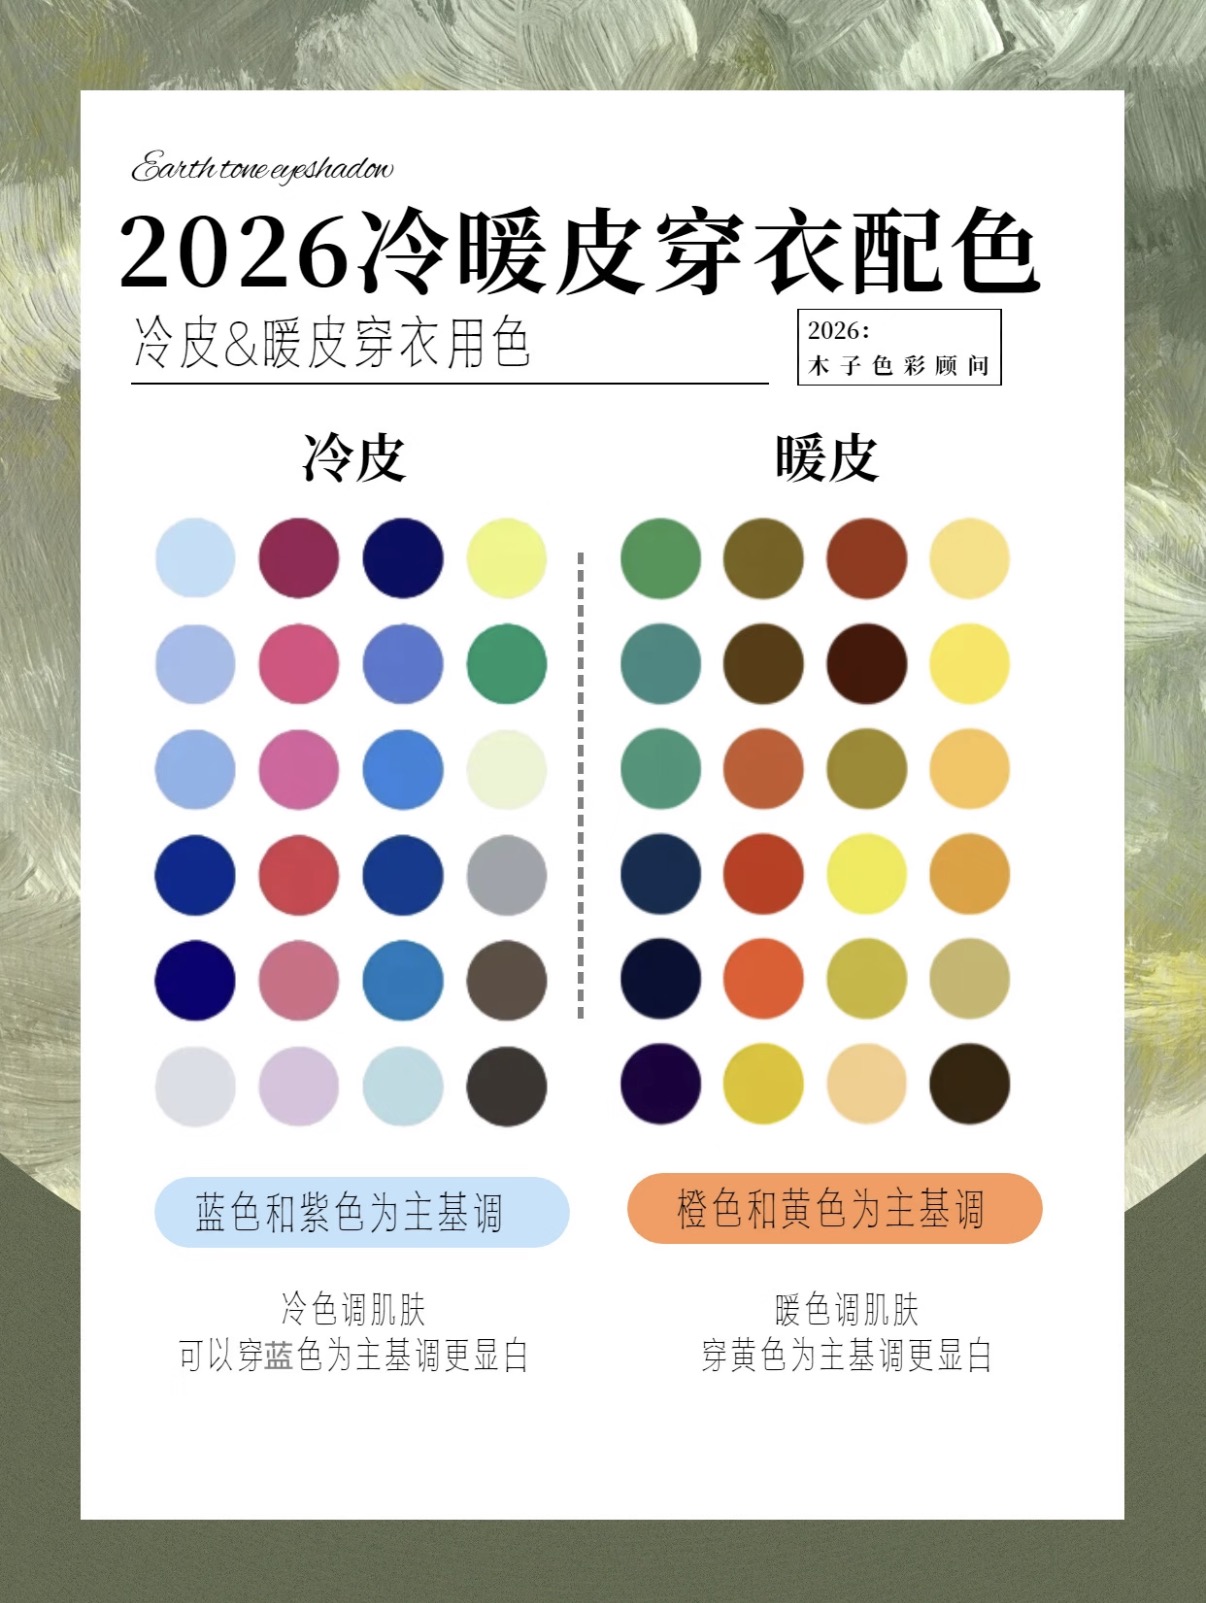 Earth tone eyeshadow
2026冷暖皮穿衣配色
冷皮&暖皮穿衣用色
2026：
木子色彩顾问
冷皮
暖皮
蓝色和紫色为主基调
橙色和黄色为主基调
冷色调肌肤
可以穿蓝色为主基调更显白
暖色调肌肤
穿黄色为主基调更显白